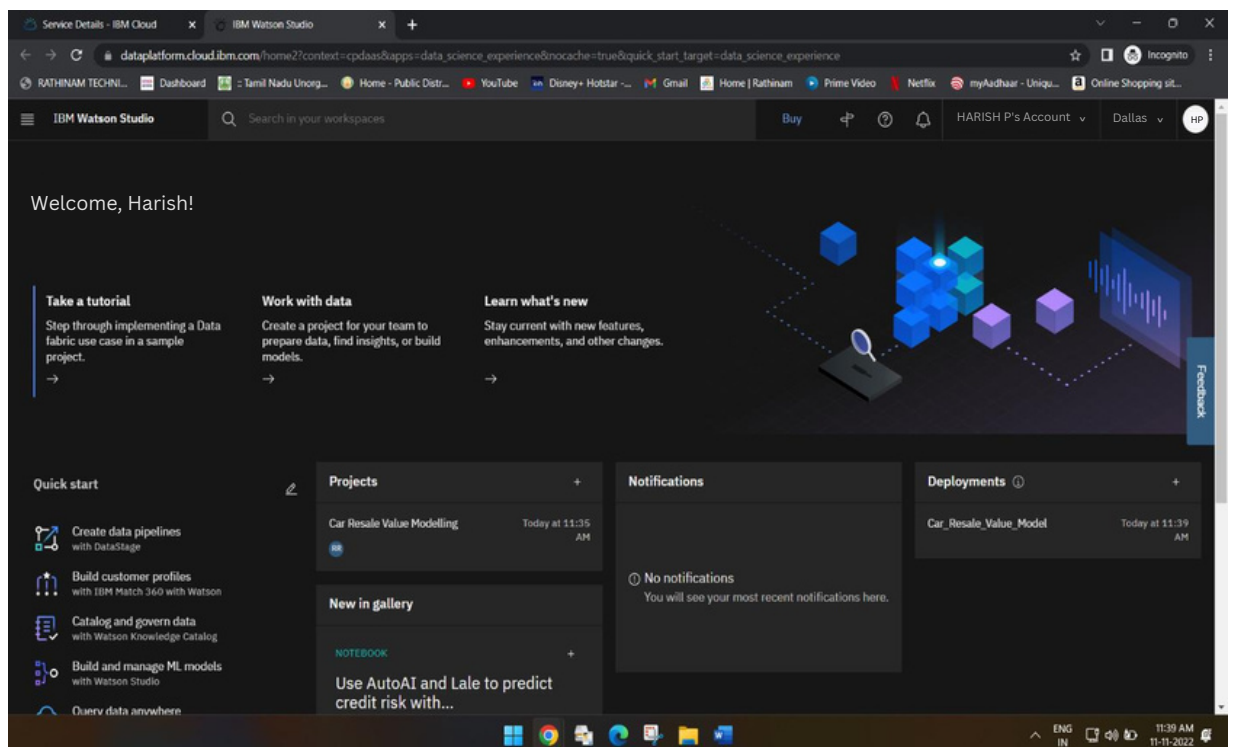 Service Details - IBM Cloud
IBM Watson Studio
dataplatform.cloud.ibm.com/home2?context=cpdaas&apps=data_science_experience&nocache=true&quick_start_target=data_science_experience
Incognito
RATHINAM TECHNI...
Dashboard
:: Tamil Nadu Unorg...
Home - Public Distr...
YouTube
Disney+ Hotstar -...
Gmail
Home | Rathinam
Prime Video
Netflix
myAadhaar - Uniqu...
Online Shopping sit...
IBM Watson Studio
Search in your workspaces
Buy
HARISH P's Account
Dallas
HP
Welcome, Harish!
Take a tutorial
Step through implementing a Data
fabric use case in a sample
project.
Work with data
Create a project for your team to
prepare data, find insights, or build
models.
Learn what's new
Stay current with new features,
enhancements, and other changes.
Feedback
Quick start
Create data pipelines
with DataStage
Build customer profiles
with IBM Match 360 with Watson
Catalog and govern data
with Watson Knowledge Catalog
Build and manage ML models
with Watson Studio
Query data anywhere
Projects
Car Resale Value Modelling
Today at 11:35
AM
RR
New in gallery
NOTEBOOK
Use AutoAI and Lale to predict
credit risk with...
Notifications
No notifications
You will see your most recent notifications here.
Deployments
Car_Resale_Value_Model
Today at 11:39
AM
ENG
IN
11:39 AM
11-11-2022